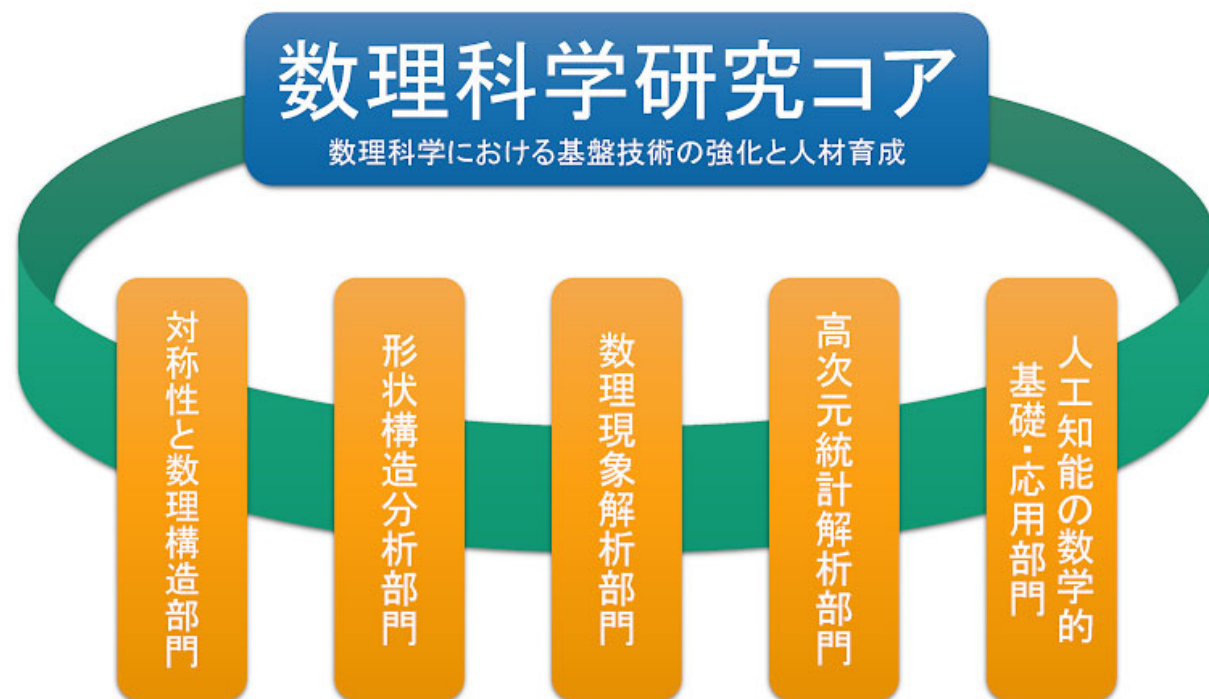 数理科学研究コア
数理科学における基盤技術の強化と人材育成
対称性と数理構造部門
形状構造分析部門
数理現象解析部門
高次元統計解析部門
人工知能の数学的
基礎・応用部門